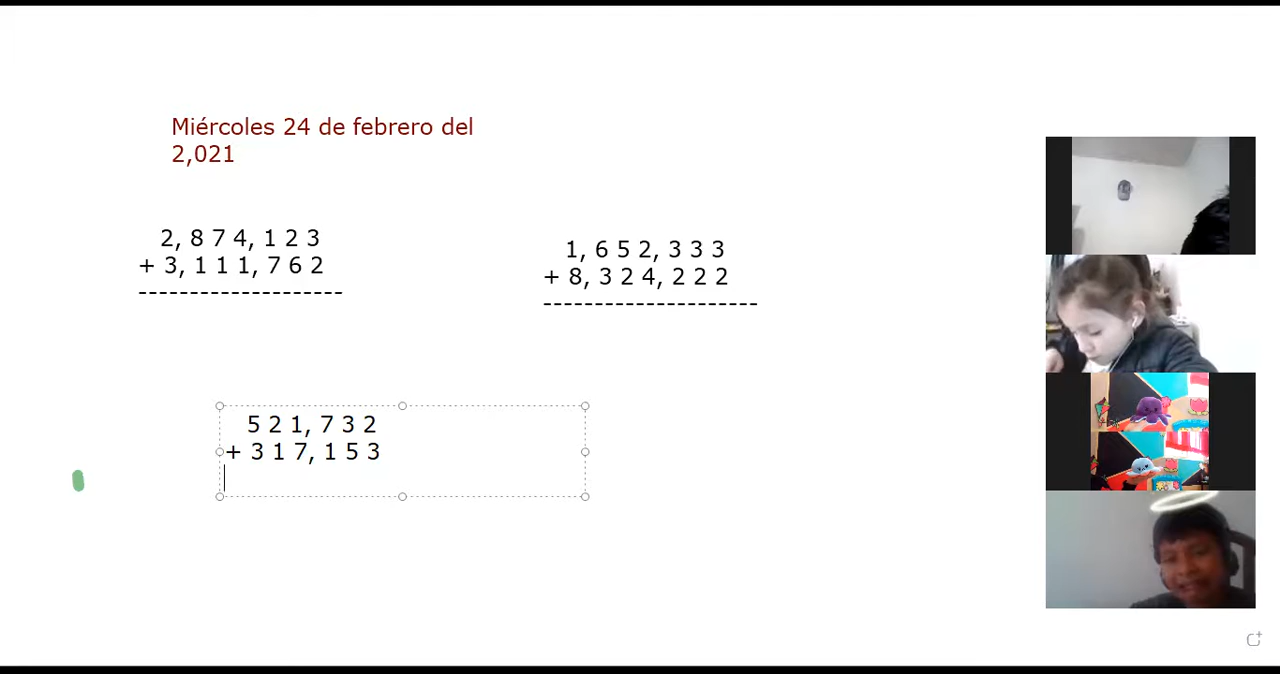 Miércoles 24 de febrero del
2,021
2, 8 7 4, 1 2 3
+ 3, 1 1 1, 7 6 2
--------------------
1, 6 5 2, 3 3 3
+ 8, 3 2 4, 2 2 2
---------------------
5 2 1, 7 3 2
+ 3 1 7, 1 5 3